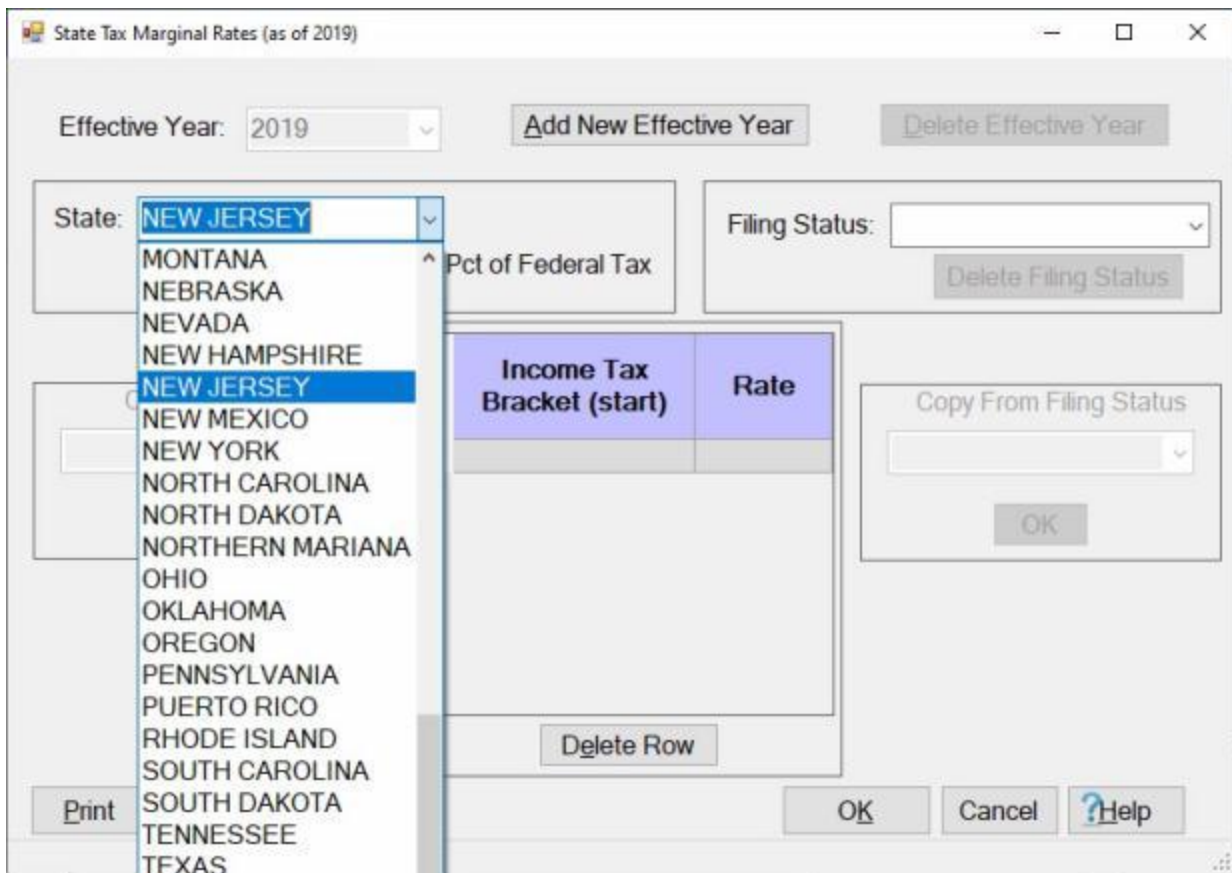 State Tax Marginal Rates (as of 2019)
Effective Year: 2019
Add New Effective Year
Delete Effective Year
State: NEW JERSEY
Filing Status:
MONTANA
Pct of Federal Tax
Delete Filing Status
NEBRASKA
NEVADA
NEW HAMPSHIRE
NEW JERSEY
NEW MEXICO
NEW YORK
NORTH CAROLINA
NORTH DAKOTA
NORTHERN MARIANA
OHIO
OKLAHOMA
OREGON
PENNSYLVANIA
PUERTO RICO
RHODE ISLAND
SOUTH CAROLINA
SOUTH DAKOTA
TENNESSEE
TEXAS
Income Tax
Bracket (start)
Rate
Copy From Filing Status
OK
Delete Row
Print
OK
Cancel
?Help